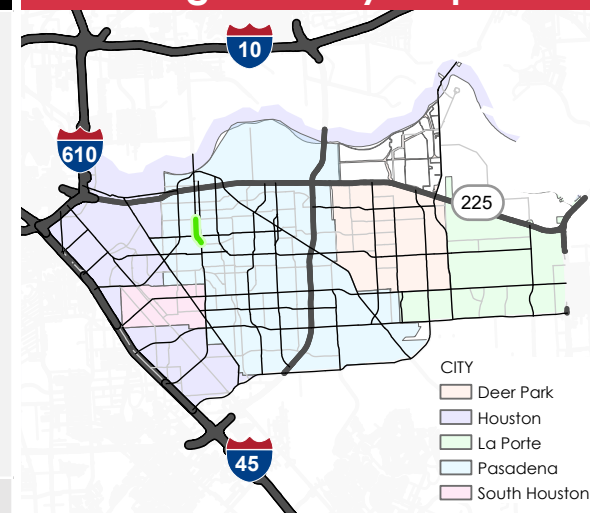 10
610
225
CITY
Deer Park
Houston
La Porte
Pasadena
South Houston
45